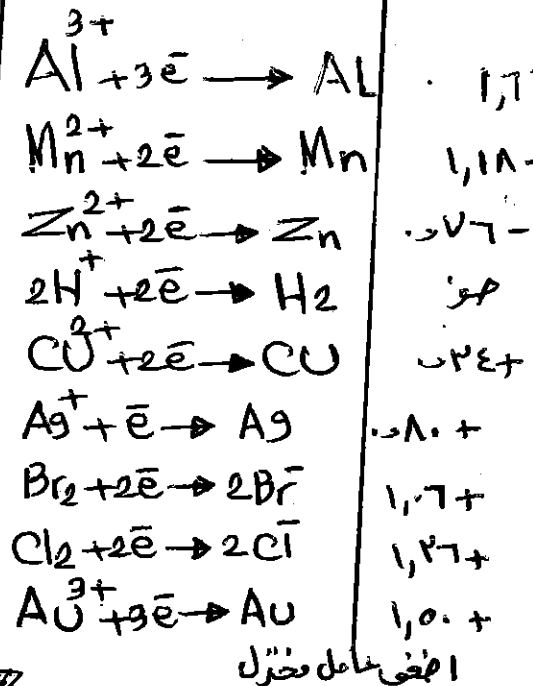 Al³⁺ + 3ē → Al ١,٦
Mn²⁺ + 2ē → Mn ١,١٨-
Zn²⁺ + 2ē → Zn ٠,٧٦-
2H⁺ + 2ē → H2 صفر
Cu²⁺ + 2ē → Cu ٠,٣٤+
Ag⁺ + ē → Ag ٠,٨٠+
Br₂ + 2ē → 2Br⁻ ١,٠٦+
Cl₂ + 2ē → 2Cl⁻ ١,٣٦+
Au³⁺ + 3ē → Au ١,٥٠+
اضعف عامل مختزل